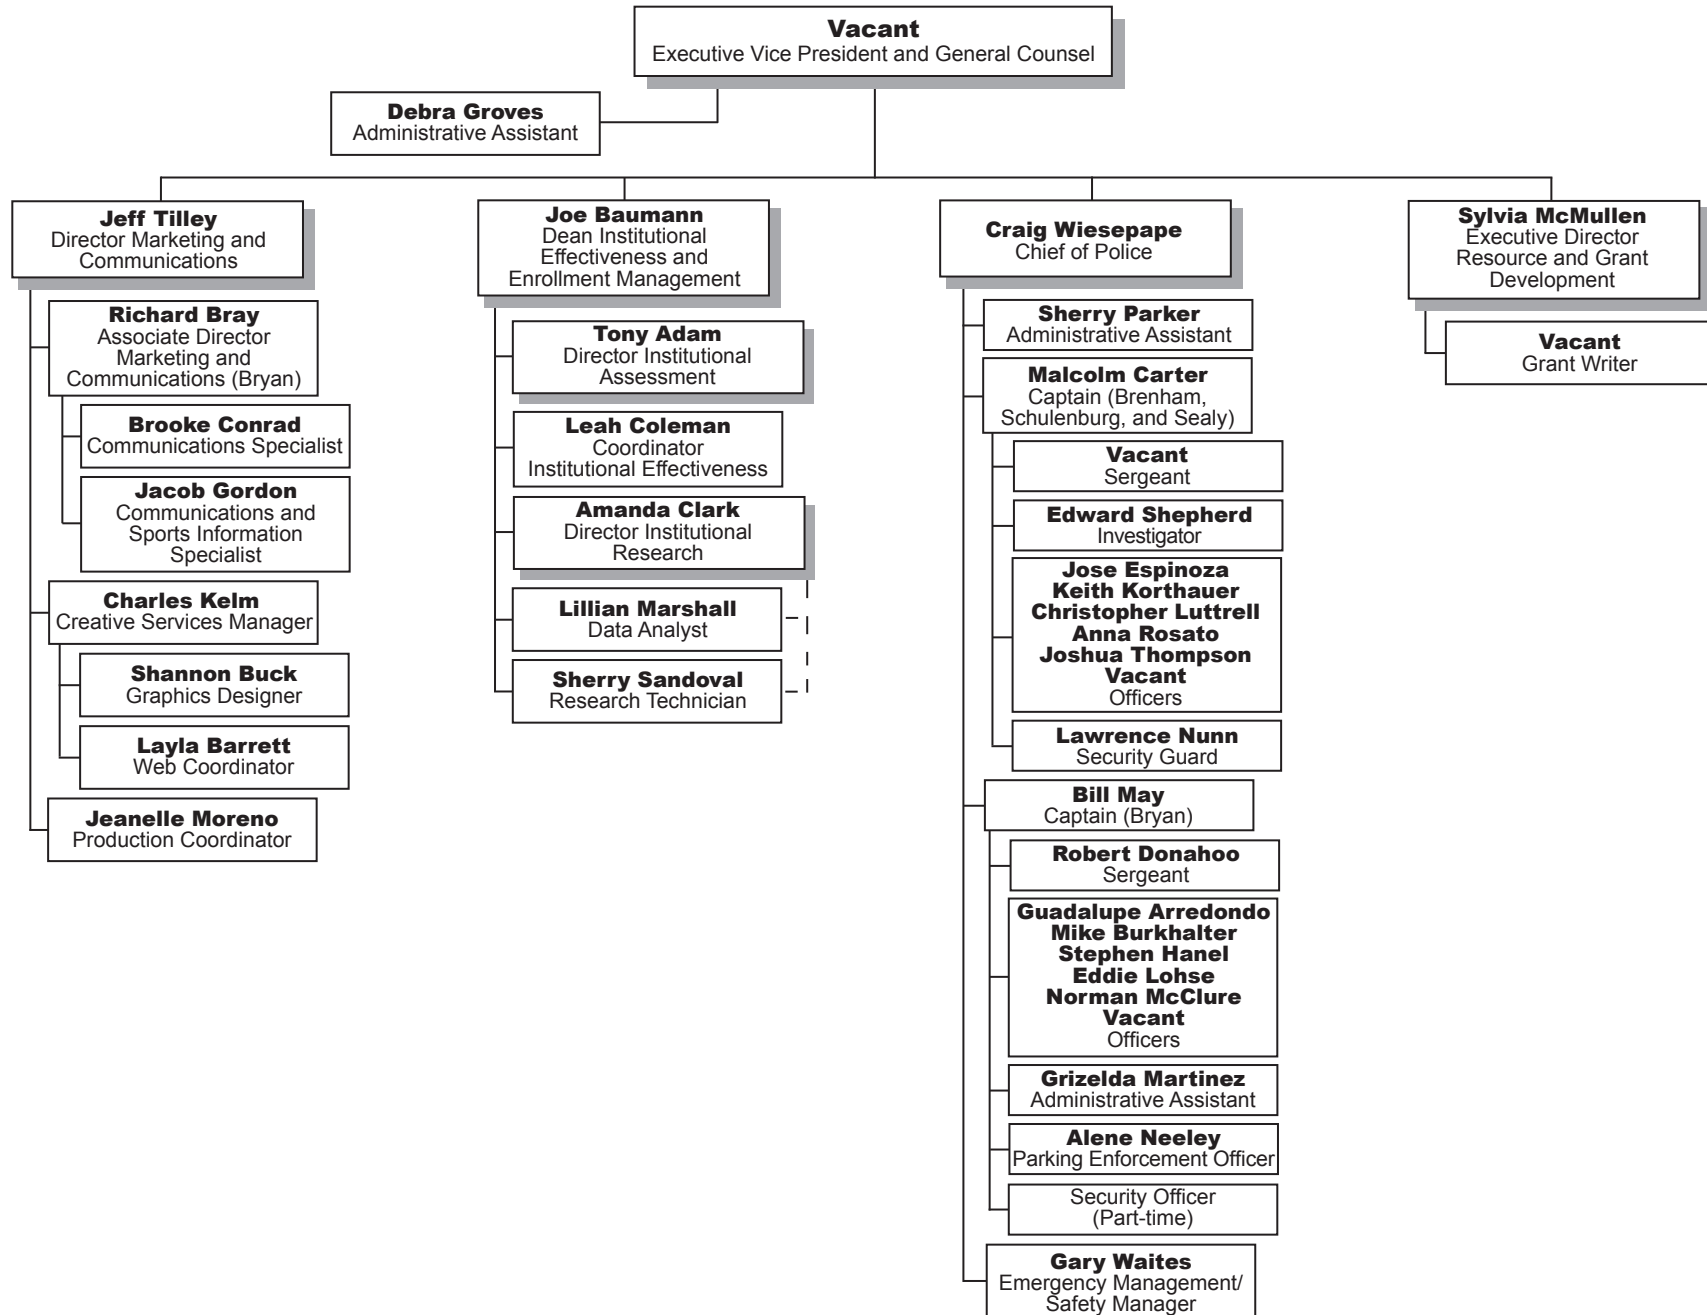 Vacant
Executive Vice President and General Counsel
Debra Groves
Administrative Assistant
Jeff Tilley
Director Marketing and
Communications
Richard Bray
Associate Director
Marketing and
Communications (Bryan)
Brooke Conrad
Communications Specialist
Jacob Gordon
Communications and
Sports Information
Specialist
Charles Kelm
Creative Services Manager
Shannon Buck
Graphics Designer
Layla Barrett
Web Coordinator
Jeanelle Moreno
Production Coordinator
Joe Baumann
Dean Institutional
Effectiveness and
Enrollment Management
Tony Adam
Director Institutional
Assessment
Leah Coleman
Coordinator
Institutional Effectiveness
Amanda Clark
Director Institutional
Research
Lillian Marshall
Data Analyst
Sherry Sandoval
Research Technician
Craig Wiesepape
Chief of Police
Sherry Parker
Administrative Assistant
Malcolm Carter
Captain (Brenham,
Schulenburg, and Sealy)
Vacant
Sergeant
Edward Shepherd
Investigator
Jose Espinoza
Keith Korthauer
Christopher Luttrell
Anna Rosato
Joshua Thompson
Vacant
Officers
Lawrence Nunn
Security Guard
Bill May
Captain (Bryan)
Robert Donahoo
Sergeant
Guadalupe Arredondo
Mike Burkhalter
Stephen Hanel
Eddie Lohse
Norman McClure
Vacant
Officers
Grizelda Martinez
Administrative Assistant
Alene Neeley
Parking Enforcement Officer
Security Officer
(Part-time)
Gary Waites
Emergency Management/
Safety Manager
Sylvia McMullen
Executive Director
Resource and Grant
Development
Vacant
Grant Writer